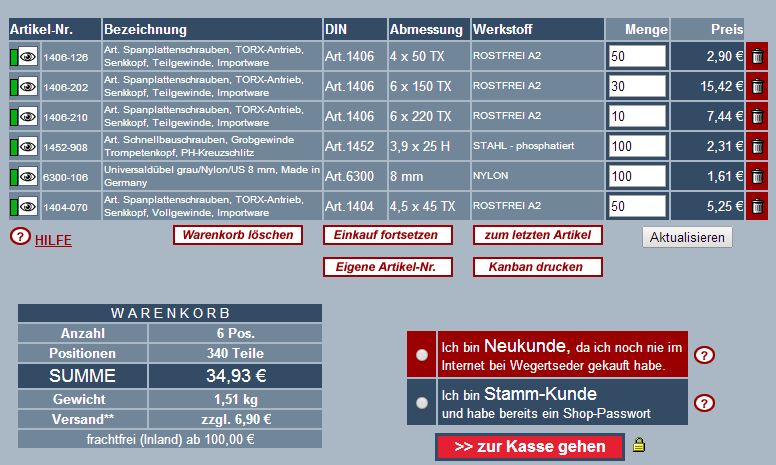 Artikel-Nr. Bezeichnung DIN Abmessung Werkstoff Menge Preis
1406-126 Art. Spanplattenschrauben, TORX-Antrieb, Senkkopf, Teilgewinde, Importware Art.1406 4 x 50 TX ROSTFREI A2 50 2,90 €
1406-202 Art. Spanplattenschrauben, TORX-Antrieb, Senkkopf, Teilgewinde, Importware Art.1406 6 x 150 TX ROSTFREI A2 30 15,42 €
1406-210 Art. Spanplattenschrauben, TORX-Antrieb, Senkkopf, Teilgewinde, Importware Art.1406 6 x 220 TX ROSTFREI A2 10 7,44 €
1452-908 Art. Schnellbauschrauben, Grobgewinde Trompetenkopf, PH-Kreuzschlitz Art.1452 3,9 x 25 H STAHL - phosphatiert 100 2,31 €
6300-106 Universaldübel grau/Nylon/US 8 mm, Made in Germany Art.6300 8 mm NYLON 100 1,61 €
1404-070 Art. Spanplattenschrauben, TORX-Antrieb, Senkkopf, Vollgewinde, Importware Art.1404 4,5 x 45 TX ROSTFREI A2 50 5,25 €
? HILFE Warenkorb löschen Einkauf fortsetzen zum letzten Artikel Aktualisieren
Eigene Artikel-Nr. Kanban drucken
WARENKORB
Anzahl 6 Pos.
Positionen 340 Teile
SUMME 34,93 €
Gewicht 1,51 kg
Versand** zzgl. 6,90 €
frachtfrei (Inland) ab 100,00 €
Ich bin Neukunde, da ich noch nie im
Internet bei Wegertseder gekauft habe. ?
Ich bin Stamm-Kunde
und habe bereits ein Shop-Passwort ?
>> zur Kasse gehen